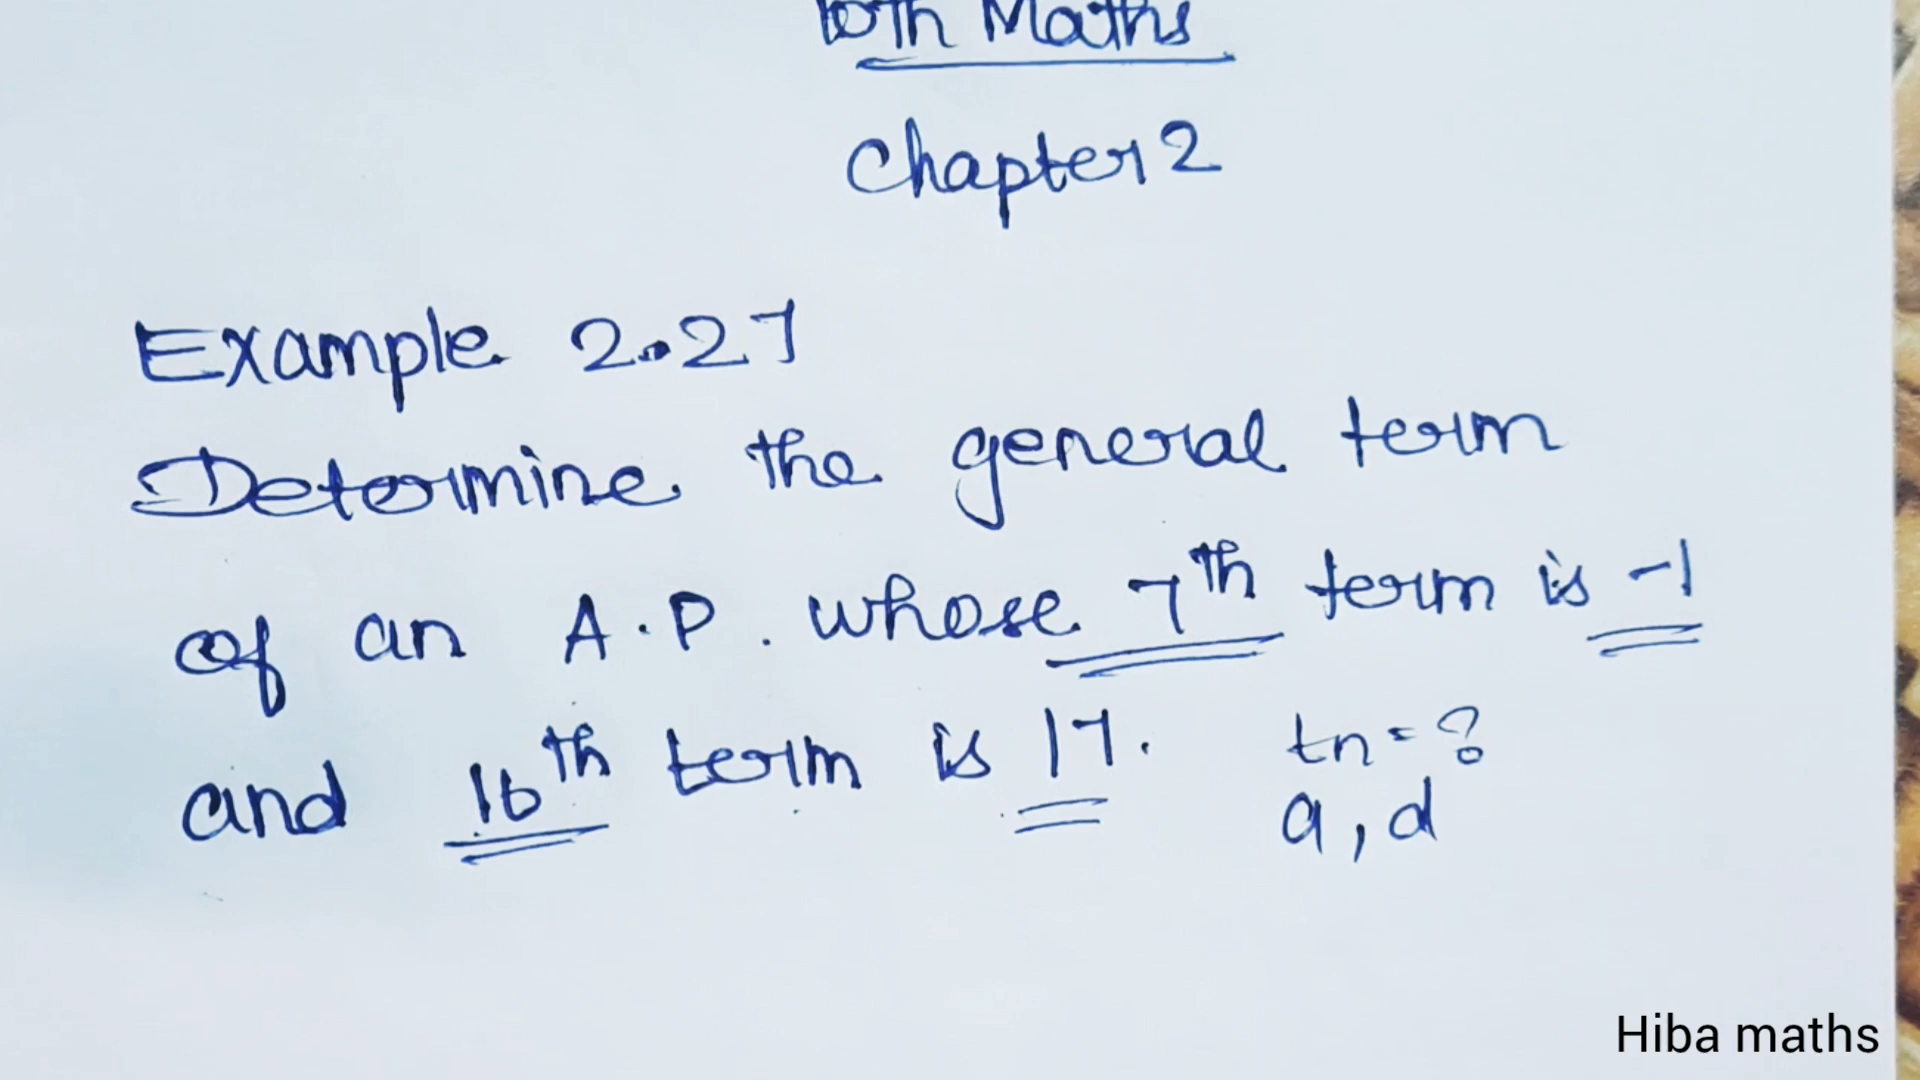 10th Maths
Chapter 2
Example 2.27
Determine the general term
of an A.P. whose 7th term is -1
and 16th term is 17.
tn = ?
a, d
Hiba maths